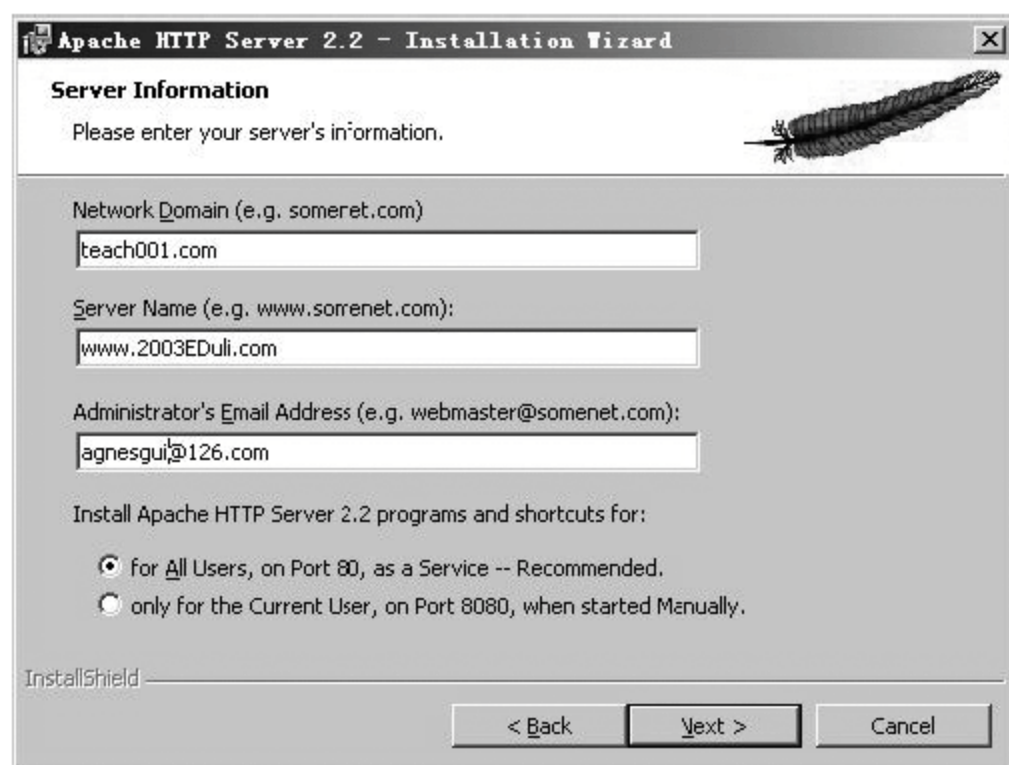 Apache HTTP Server 2.2 - Installation Wizard
Server Information
Please enter your server's information.
Network Domain (e.g. somenet.com)
teach001.com
Server Name (e.g. www.somenet.com):
www.2003EDuli.com
Administrator's Email Address (e.g. webmaster@somenet.com):
agnesgui@126.com
Install Apache HTTP Server 2.2 programs and shortcuts for:
for All Users, on Port 80, as a Service -- Recommended.
only for the Current User, on Port 8080, when started Manually.
InstallShield
< Back
Next >
Cancel